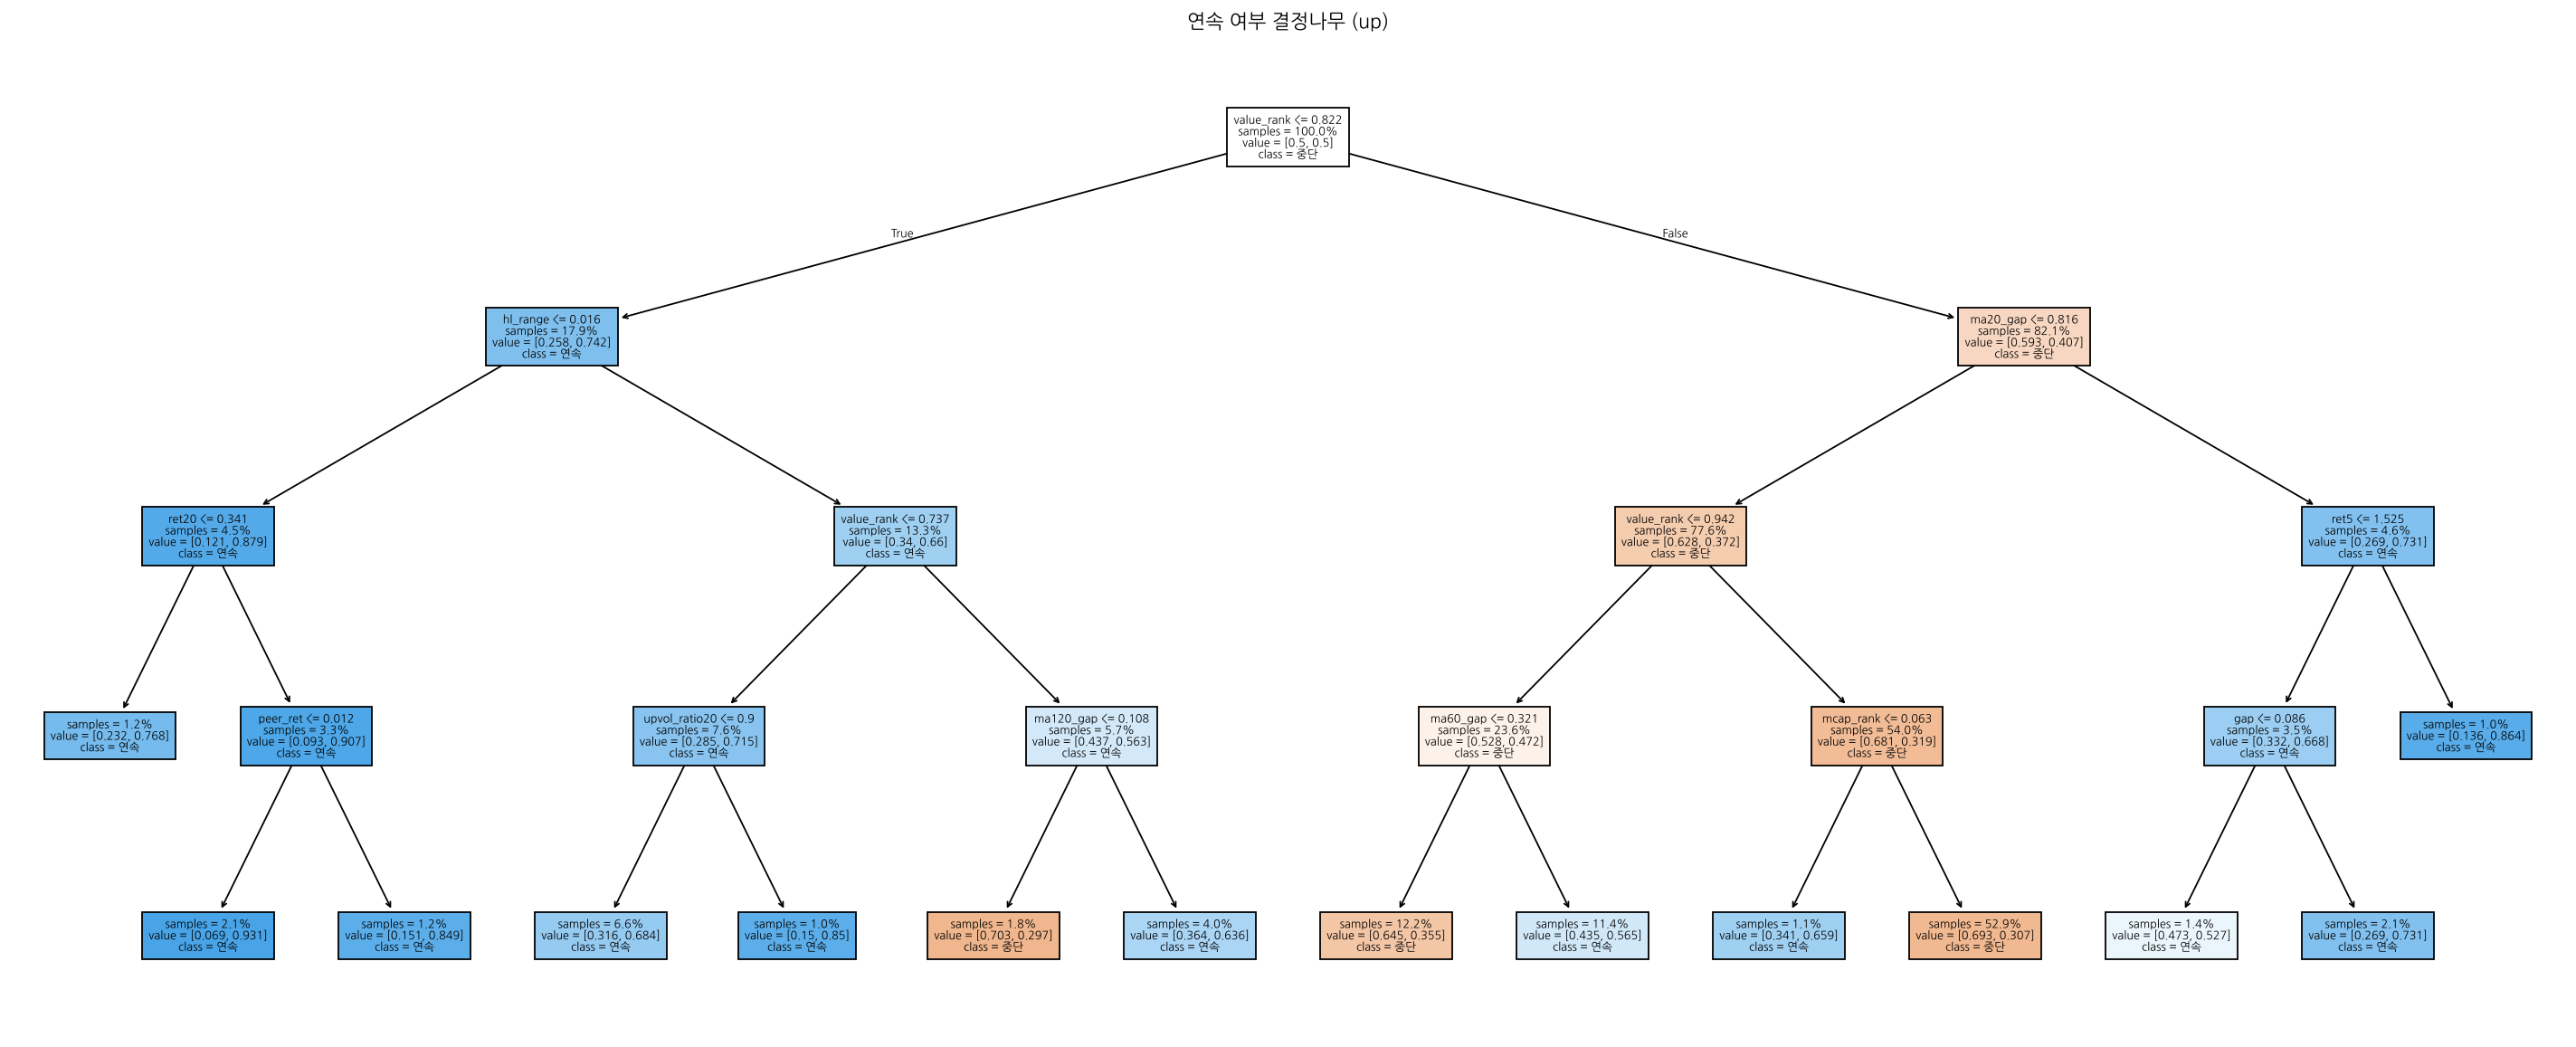 연속 여부 결정나무 (up)
value_rank <= 0.822
samples = 100.0%
value = [0.5, 0.5]
class = 중단
True
False
hl_range <= 0.016
samples = 17.9%
value = [0.258, 0.742]
class = 연속
ma20_gap <= 0.816
samples = 82.1%
value = [0.593, 0.407]
class = 중단
ret20 <= 0.341
samples = 4.5%
value = [0.121, 0.879]
class = 연속
value_rank <= 0.737
samples = 13.3%
value = [0.34, 0.66]
class = 연속
value_rank <= 0.942
samples = 77.6%
value = [0.628, 0.372]
class = 중단
ret5 <= 1.525
samples = 4.6%
value = [0.269, 0.731]
class = 연속
samples = 1.2%
value = [0.232, 0.768]
class = 연속
peer_ret <= 0.012
samples = 3.3%
value = [0.093, 0.907]
class = 연속
upvol_ratio20 <= 0.9
samples = 7.6%
value = [0.285, 0.715]
class = 연속
ma120_gap <= 0.108
samples = 5.7%
value = [0.437, 0.563]
class = 연속
ma60_gap <= 0.321
samples = 23.6%
value = [0.528, 0.472]
class = 중단
mcap_rank <= 0.063
samples = 54.0%
value = [0.681, 0.319]
class = 중단
gap <= 0.086
samples = 3.5%
value = [0.332, 0.668]
class = 연속
samples = 1.0%
value = [0.136, 0.864]
class = 연속
samples = 2.1%
value = [0.069, 0.931]
class = 연속
samples = 1.2%
value = [0.151, 0.849]
class = 연속
samples = 6.6%
value = [0.316, 0.684]
class = 연속
samples = 1.0%
value = [0.15, 0.85]
class = 연속
samples = 1.8%
value = [0.703, 0.297]
class = 중단
samples = 4.0%
value = [0.364, 0.636]
class = 연속
samples = 12.2%
value = [0.645, 0.355]
class = 중단
samples = 11.4%
value = [0.435, 0.565]
class = 연속
samples = 1.1%
value = [0.341, 0.659]
class = 연속
samples = 52.9%
value = [0.693, 0.307]
class = 중단
samples = 1.4%
value = [0.473, 0.527]
class = 연속
samples = 2.1%
value = [0.269, 0.731]
class = 연속